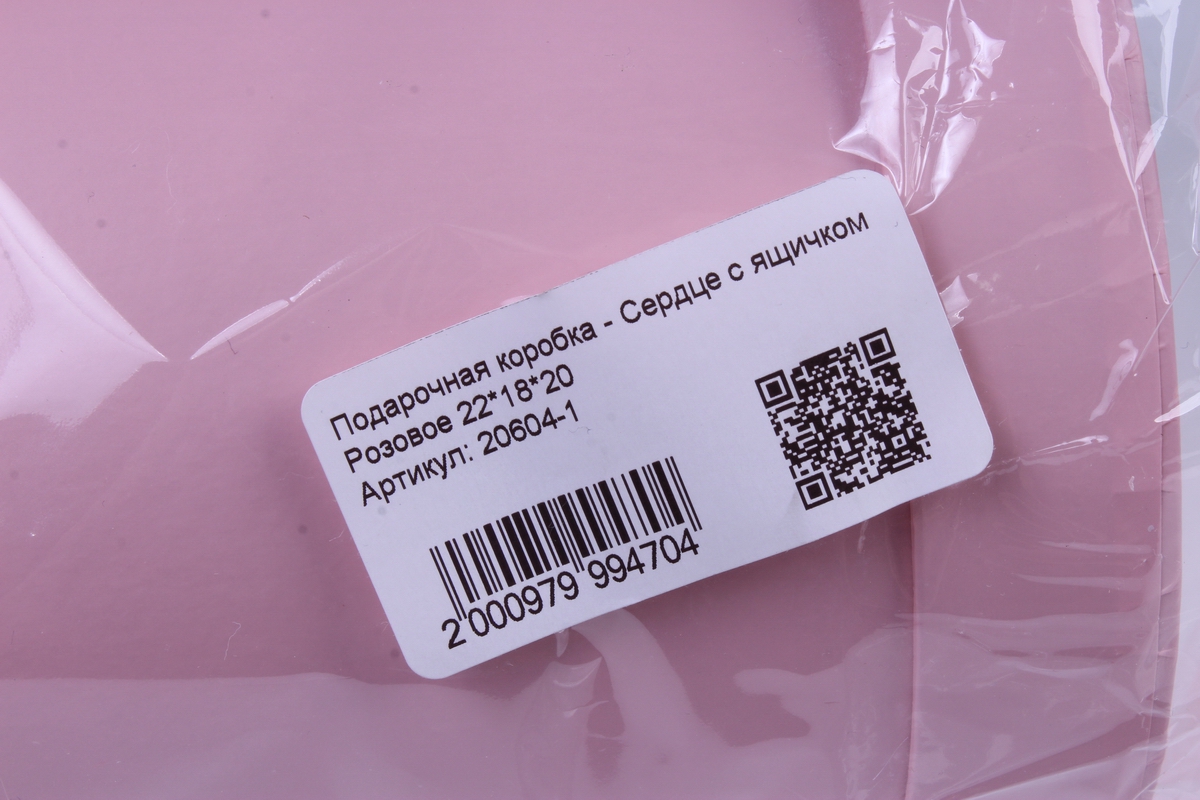 Подарочная коробка - Сердце с ящичком
Розовое 22*18*20
Артикул: 20604-1
2 000979 994704